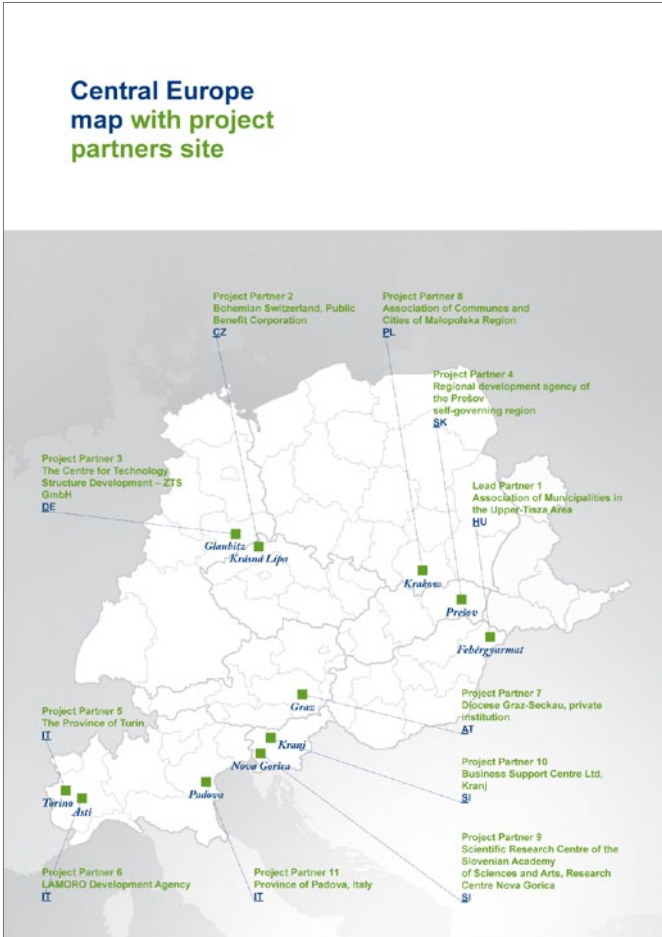 Central Europe
map with project
partners site
Project Partner 2
Bohemian Switzerland, Public
Benefit Corporation
CZ
Project Partner 8
Association of Communes and
Cities of Malopolska Region
PL
Project Partner 4
Regional development agency of
the Prešov
self-governing region
SK
Project Partner 3
The Centre for Technology
Structure Development – ZTS
GmbH
DE
Lead Partner 1
Association of Municipalities in
the Upper-Tisza Area
HU
Glaubitz
Krásná Lípa
Krakow
Prešov
Fehérgyarmat
Project Partner 7
Diocese Graz-Seckau, private
institution
AT
Graz
Project Partner 5
The Province of Turin
IT
Kranj
Nova Gorica
Project Partner 10
Business Support Centre Ltd,
Kranj
SI
Torino
Asti
Padova
Project Partner 9
Scientific Research Centre of the
Slovenian Academy
of Sciences and Arts, Research
Centre Nova Gorica
SI
Project Partner 6
LAMORO Development Agency
IT
Project Partner 11
Province of Padova, Italy
IT